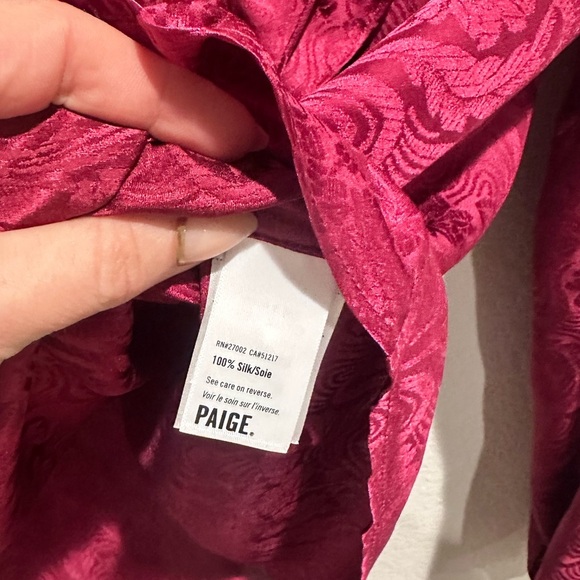 RN#27002 CA#51217
100% Silk/Soie
See care on reverse.
Voir le soin sur l'inverse.
PAIGE.